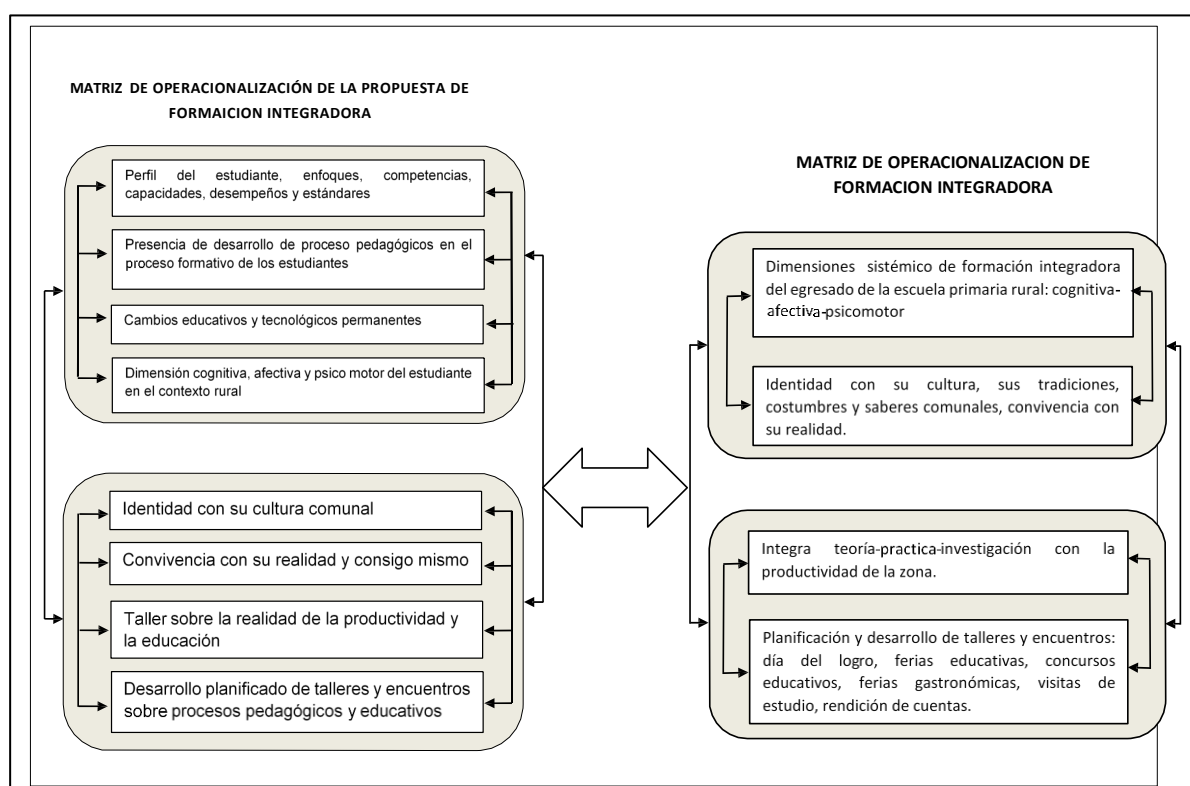 MATRIZ DE OPERACIONALIZACIÓN DE LA PROPUESTA DE
FORMAICION INTEGRADORA
Perfil del estudiante, enfoques, competencias,
capacidades, desempeños y estándares
Presencia de desarrollo de proceso pedagógicos en el
proceso formativo de los estudiantes
Cambios educativos y tecnológicos permanentes
Dimensión cognitiva, afectiva y psico motor del estudiante
en el contexto rural
Identidad con su cultura comunal
Convivencia con su realidad y consigo mismo
Taller sobre la realidad de la productividad y
la educación
Desarrollo planificado de talleres y encuentros
sobre procesos pedagógicos y educativos
MATRIZ DE OPERACIONALIZACION DE
FORMACION INTEGRADORA
Dimensiones sistémico de formación integradora
del egresado de la escuela primaria rural: cognitiva-
afectiva-psicomotor
Identidad con su cultura, sus tradiciones,
costumbres y saberes comunales, convivencia con
su realidad.
Integra teoría-practica-investigación con la
productividad de la zona.
Planificación y desarrollo de talleres y encuentros:
día del logro, ferias educativas, concursos
educativos, ferias gastronómicas, visitas de
estudio, rendición de cuentas.